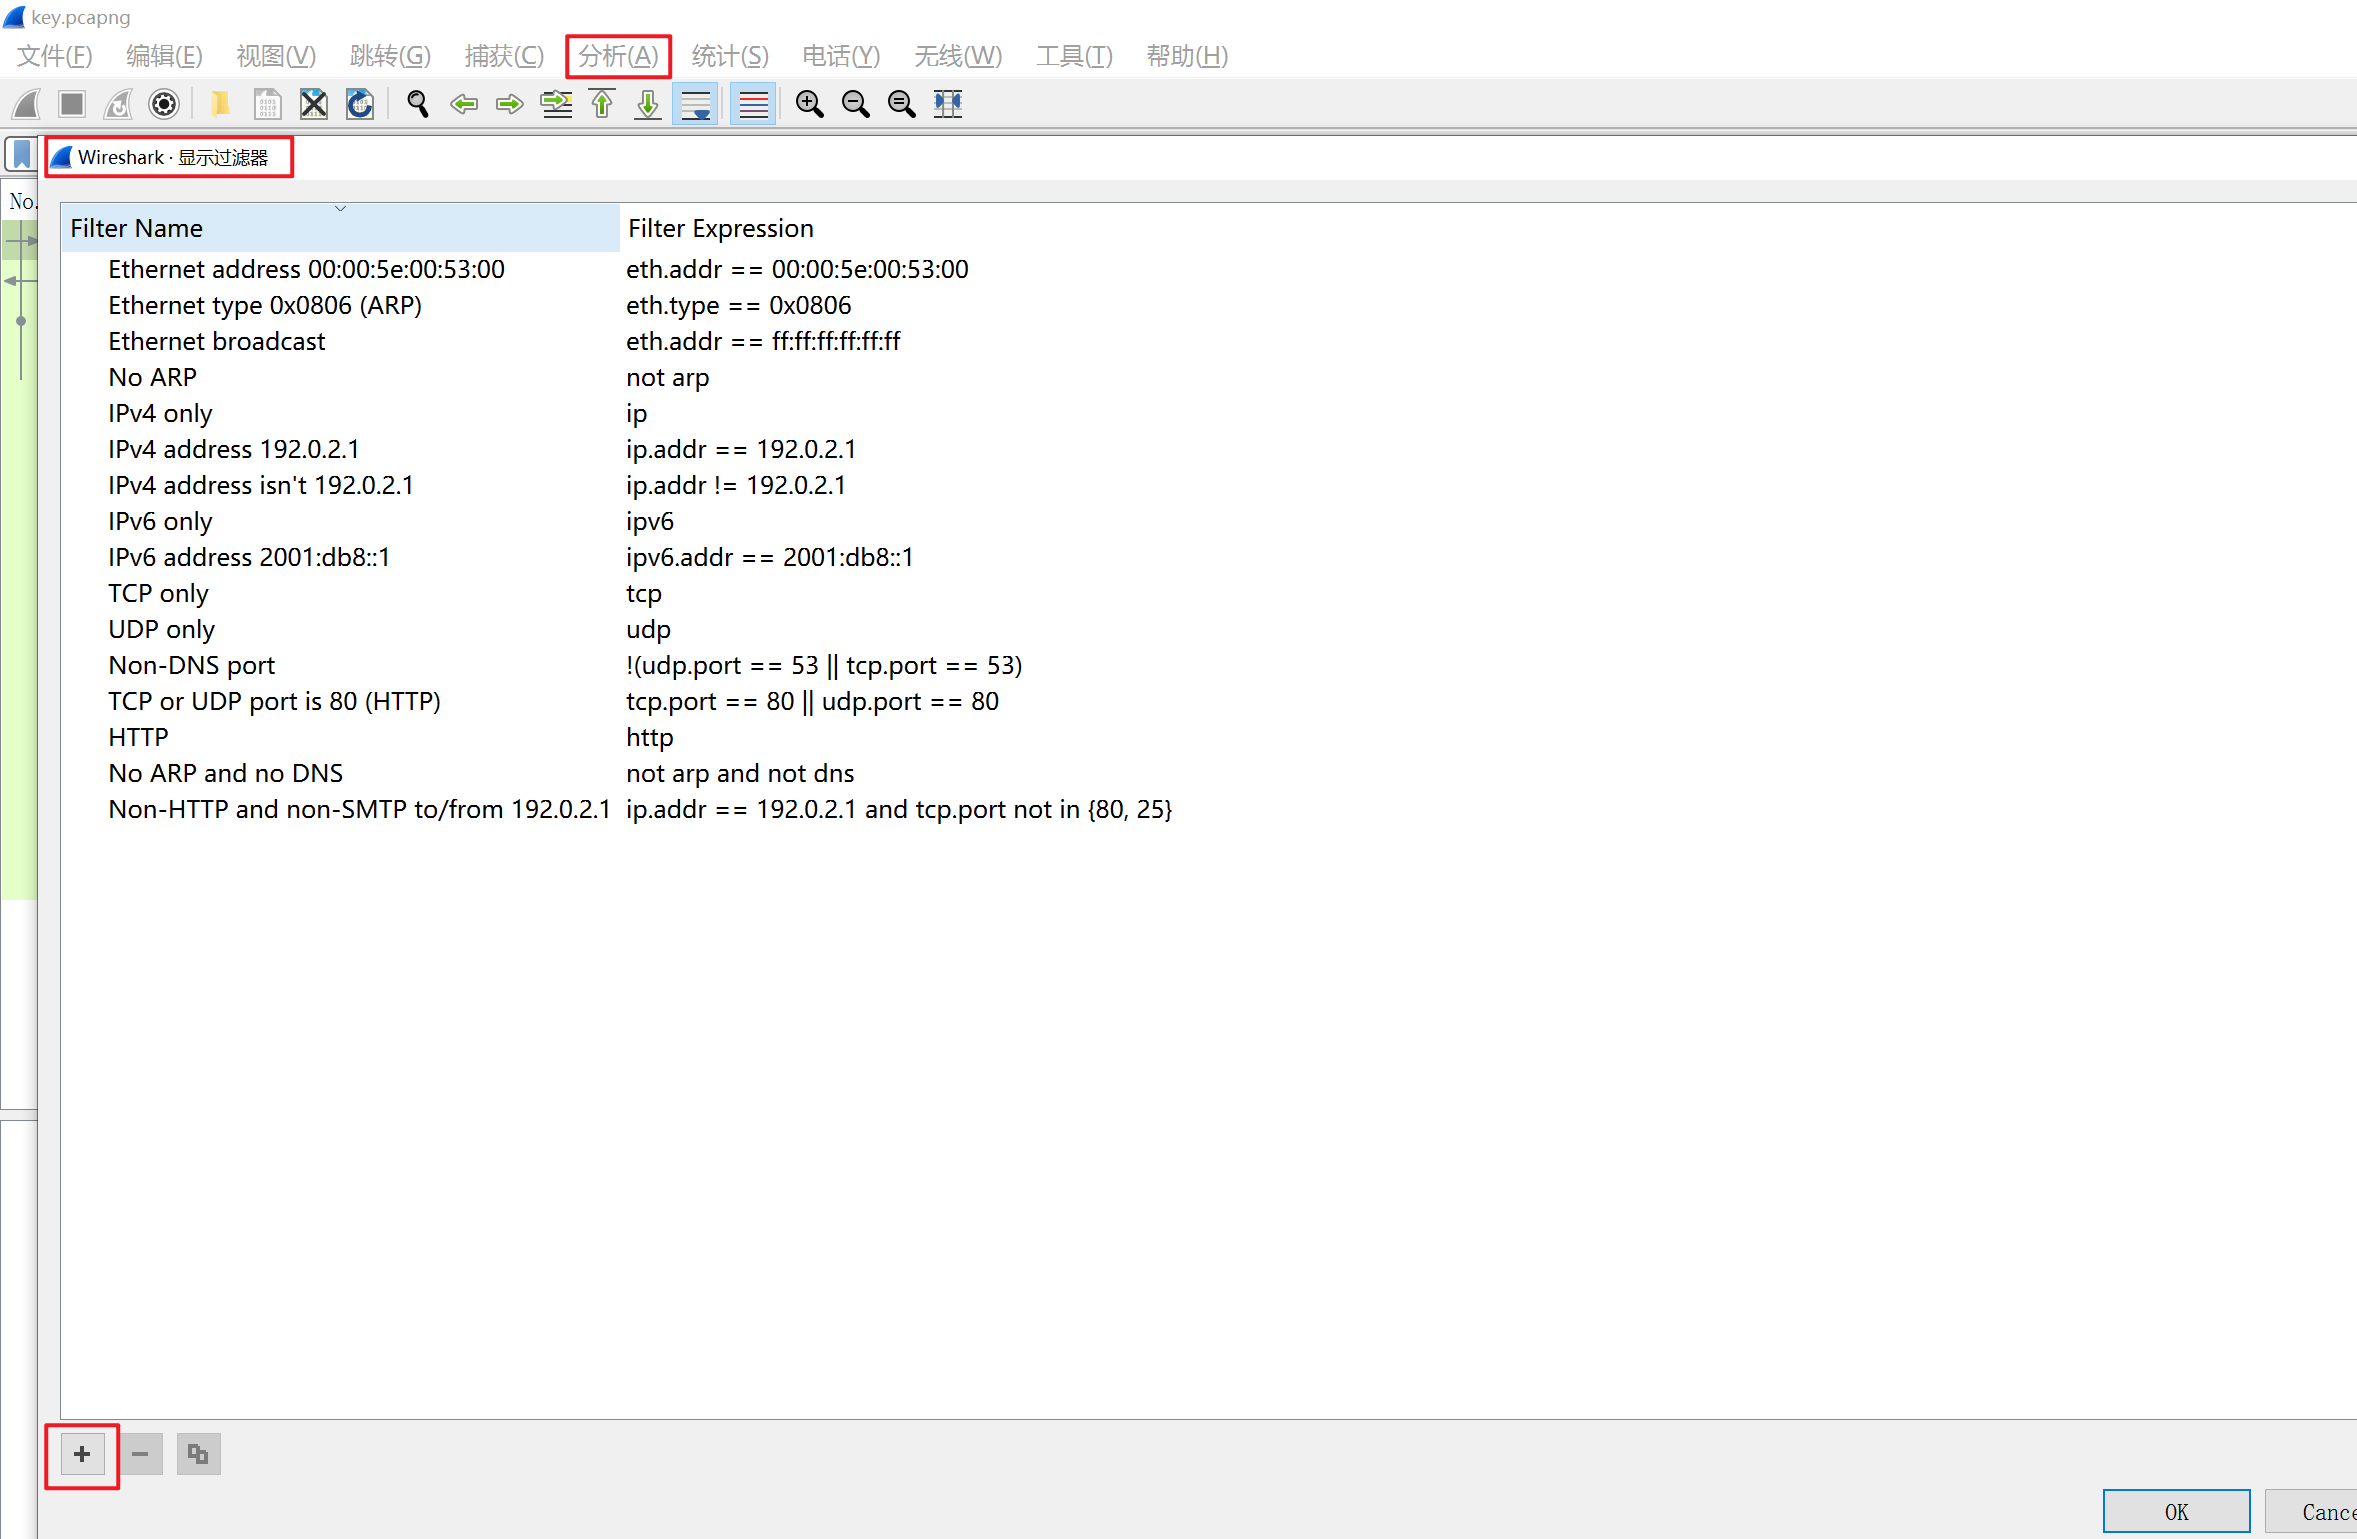 key.pcapng
文件(F) 编辑(E) 视图(V) 跳转(G) 捕获(C) 分析(A) 统计(S) 电话(Y) 无线(W) 工具(T) 帮助(H)
Wireshark · 显示过滤器
No.
Filter Name Filter Expression
Ethernet address 00:00:5e:00:53:00 eth.addr == 00:00:5e:00:53:00
Ethernet type 0x0806 (ARP) eth.type == 0x0806
Ethernet broadcast eth.addr == ff:ff:ff:ff:ff:ff
No ARP not arp
IPv4 only ip
IPv4 address 192.0.2.1 ip.addr == 192.0.2.1
IPv4 address isn't 192.0.2.1 ip.addr != 192.0.2.1
IPv6 only ipv6
IPv6 address 2001:db8::1 ipv6.addr == 2001:db8::1
TCP only tcp
UDP only udp
Non-DNS port !(udp.port == 53 || tcp.port == 53)
TCP or UDP port is 80 (HTTP) tcp.port == 80 || udp.port == 80
HTTP http
No ARP and no DNS not arp and not dns
Non-HTTP and non-SMTP to/from 192.0.2.1 ip.addr == 192.0.2.1 and tcp.port not in {80, 25}
OK Canc